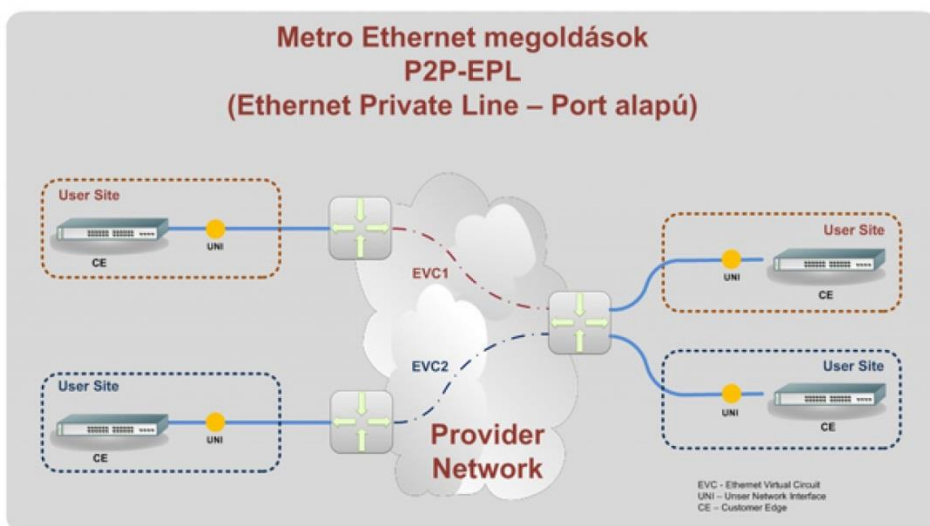 Metro Ethernet megoldások
P2P-EPL
(Ethernet Private Line – Port alapú)
User Site
CE
UNI
EVC1
User Site
UNI
CE
User Site
CE
UNI
EVC2
User Site
UNI
CE
Provider
Network
EVC - Ethernet Virtual Circuit
UNI – Unser Network Interface
CE – Customer Edge